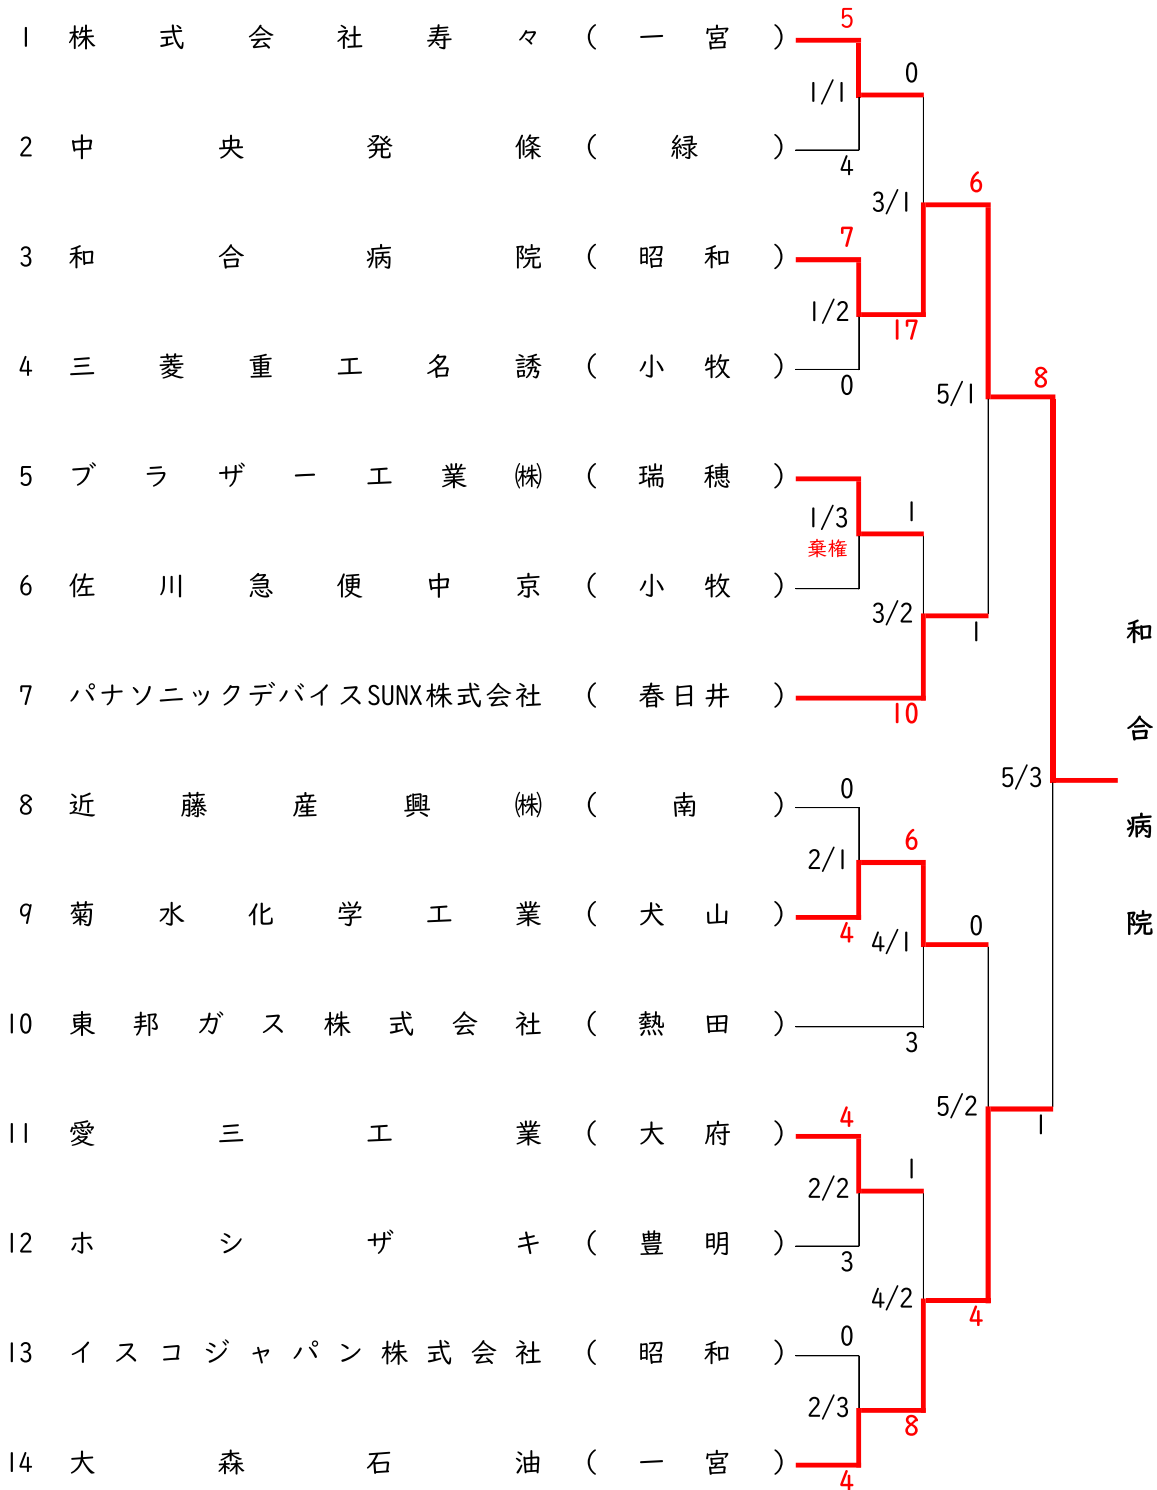 5
1 株式会社寿々 (一宮)
0
1/1
2 中央発條 (緑)
4
6
3/1
7
3 和合病院 (昭和)
1/2
17
4 三菱重工名誘 (小牧)
0
8
5/1
5 ブラザー工業㈱ (瑞穂)
1/3
1
棄権
6 佐川急便中京 (小牧)
3/2
1
7 パナソニックデバイスSUNX株式会社 (春日井)
10
5/3
和合病院
0
8 近藤産興㈱ (南)
6
2/1
9 菊水化学工業 (犬山)
4
4/1
0
10 東邦ガス株式会社 (熱田)
3
5/2
1
4
11 愛三工業 (大府)
1
2/2
12 ホシザキ (豊明)
3
4/2
4
0
13 イスコジャパン株式会社 (昭和)
2/3
8
14 大森石油 (一宮)
4